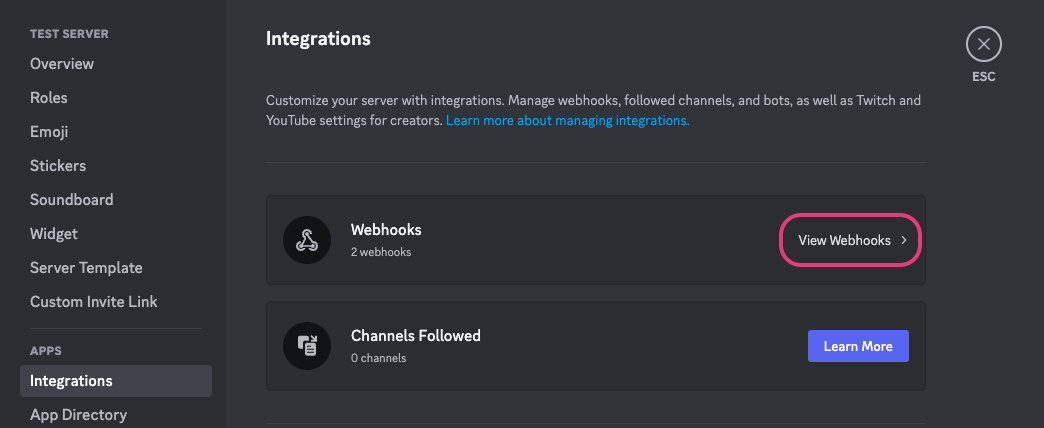 TEST SERVER
Overview
Roles
Emoji
Stickers
Soundboard
Widget
Server Template
Custom Invite Link
APPS
Integrations
App Directory
Integrations
ESC
Customize your server with integrations. Manage webhooks, followed channels, and bots, as well as Twitch and
YouTube settings for creators. Learn more about managing integrations.
Webhooks
2 webhooks
View Webhooks
Channels Followed
0 channels
Learn More